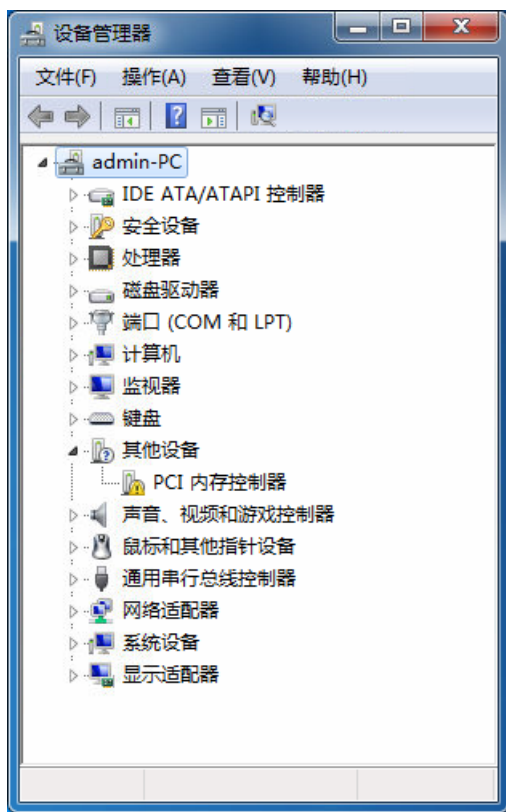 设备管理器
文件(F) 操作(A) 查看(V) 帮助(H)
admin-PC
IDE ATA/ATAPI 控制器
安全设备
处理器
磁盘驱动器
端口 (COM 和 LPT)
计算机
监视器
键盘
其他设备
PCI 内存控制器
声音、视频和游戏控制器
鼠标和其他指针设备
通用串行总线控制器
网络适配器
系统设备
显示适配器